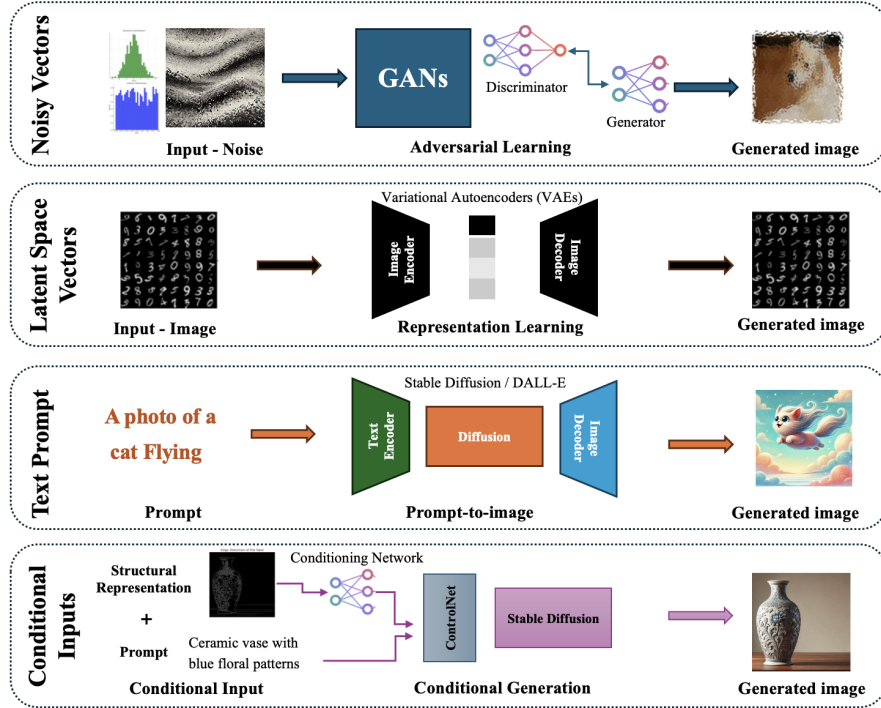 Noisy Vectors
Input - Noise
GANs
Discriminator
Generator
Adversarial Learning
Generated image
Latent Space
Vectors
Input - Image
Variational Autoencoders (VAEs)
Image
Encoder
Image
Decoder
Representation Learning
Generated image
Text Prompt
A photo of a
cat Flying
Prompt
Stable Diffusion / DALL-E
Text
Encoder
Diffusion
Image
Decoder
Prompt-to-image
Generated image
Conditional
Inputs
Structural
Representation
+
Prompt
Conditioning Network
Ceramic vase with
blue floral patterns
Conditional Input
ControlNet
Stable Diffusion
Conditional Generation
Generated image